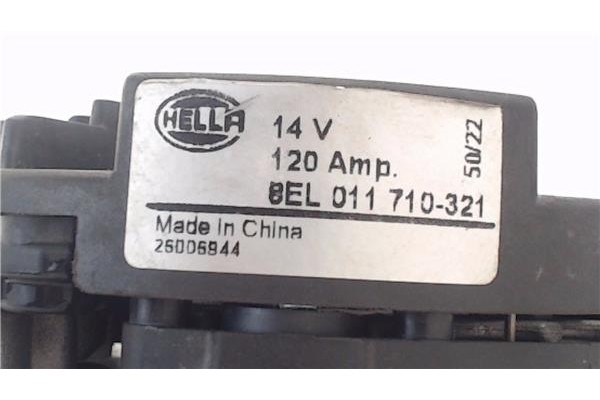 HELLA
14 V
120 Amp.
8EL 011 710-321
50/22
Made in China
26006944